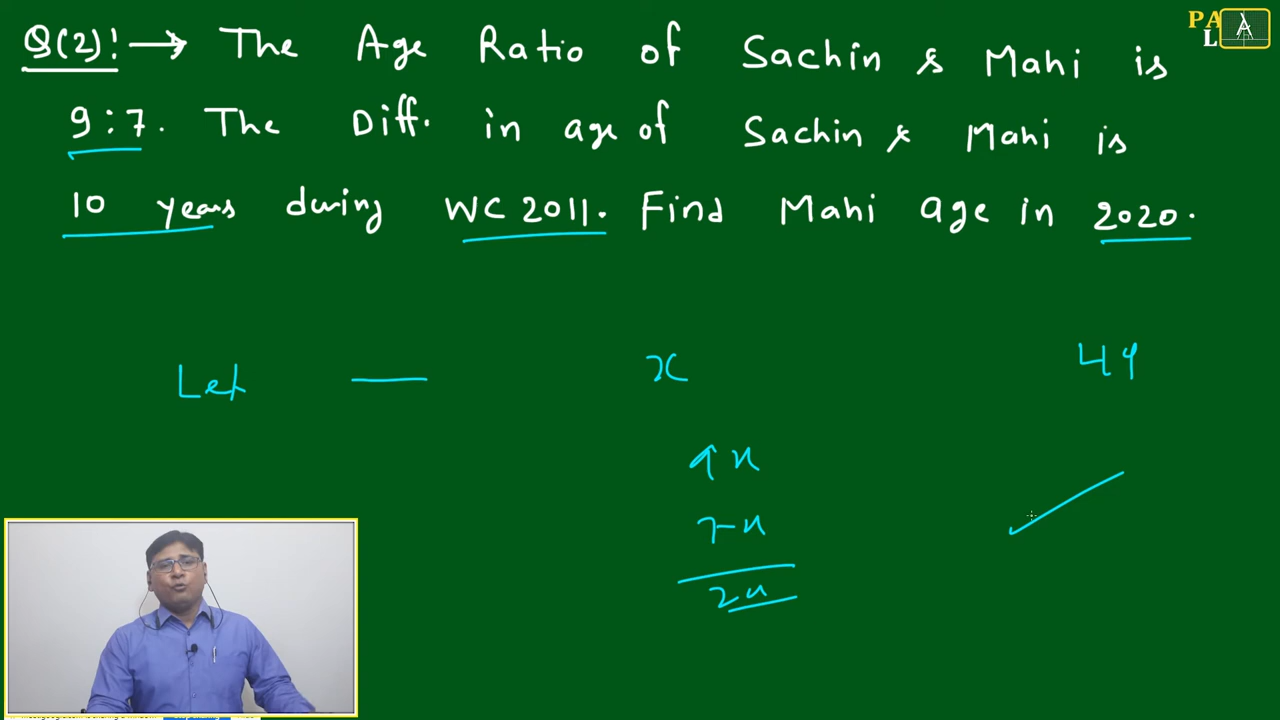 PA
L
Q(2)!→ The Age Ratio of Sachin & Mahi is
9:7. The Diff. in age of Sachin & Mahi is
10 years during WC 2011. Find Mahi age in 2020.
Let — x
44
9x
7x
2x